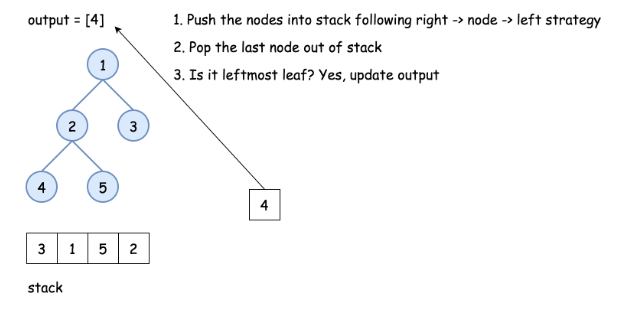 output = [4]
1. Push the nodes into stack following right -> node -> left strategy
2. Pop the last node out of stack
3. Is it leftmost leaf? Yes, update output
1
2 3
4 5
4
3 1 5 2
stack